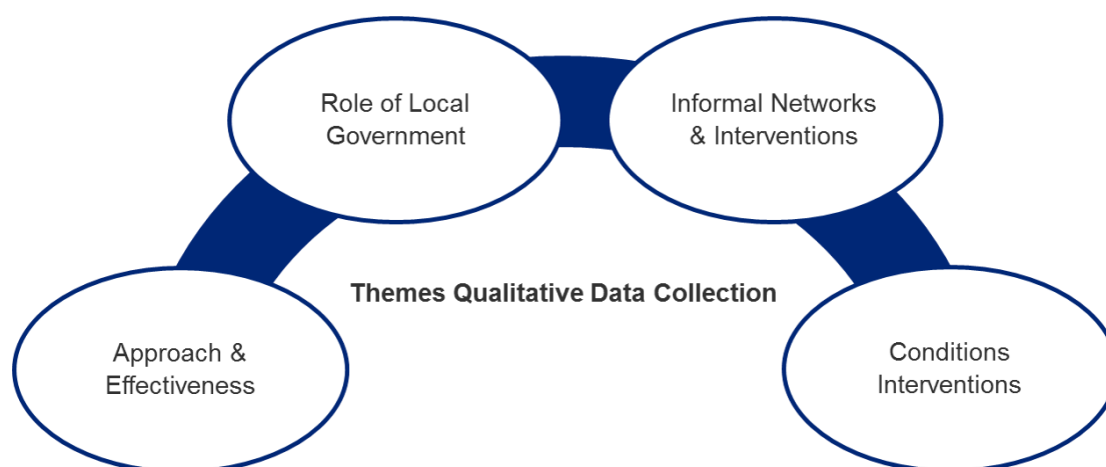 Role of Local
Government
Informal Networks
& Interventions
Themes Qualitative Data Collection
Approach &
Effectiveness
Conditions
Interventions